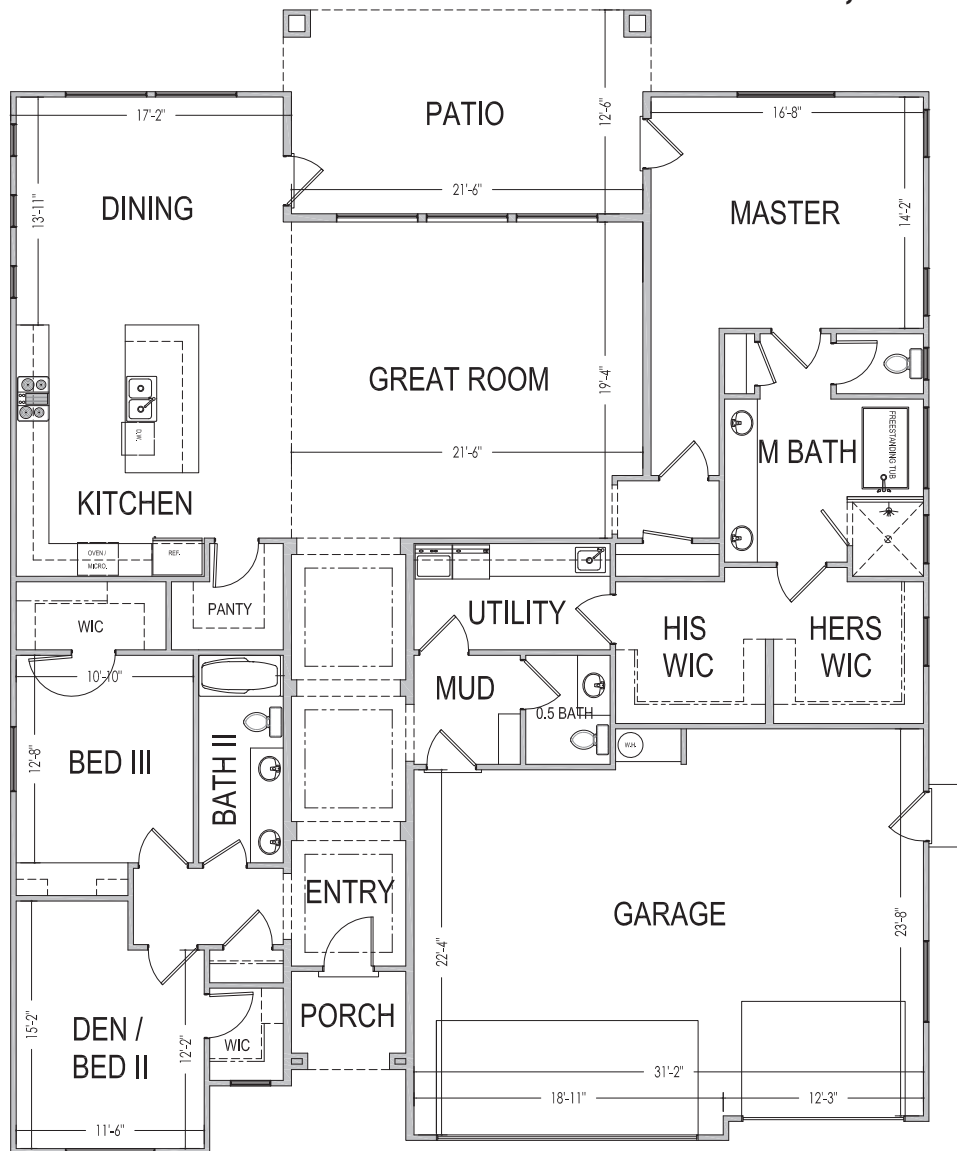 PATIO
12'-6"
21'-6"
17'-2"
13'-11"
DINING
16'-8"
14'-2"
MASTER
GREAT ROOM
19'-4"
21'-6"
D.W.
KITCHEN
OVEN /
MICRO.
REF.
M BATH
FREESTANDING TUB
PANTY
WIC
UTILITY
HIS
WIC
HERS
WIC
10'-10"
12'-8"
BED III
BATH II
MUD
0.5 BATH
W.H.
ENTRY
GARAGE
22'-4"
23'-8"
PORCH
15'-2"
12'-2"
DEN /
BED II
WIC
11'-6"
31'-2"
18'-11"
12'-3"